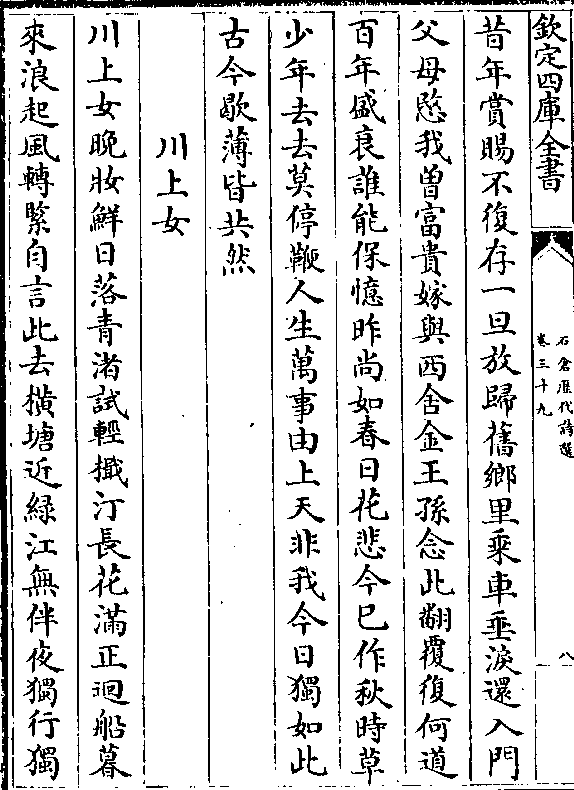 欽定四庫全書
石倉歷代詩選
卷三十九
八
昔年賞賜不復存一旦放歸舊鄉里乘車垂淚還入門
父母愍我曾富貴嫁與西舍金王孫念此翻覆復何道
百年盛衰誰能保憶昨尚如春日花悲今已作秋時草
少年去去莫停鞭人生萬事由上天非我今日獨如此
古今歇薄皆共然
川上女
川上女晚妝鮮日落青渚試輕檝汀長花滿正迴船暮
來浪起風轉緊自言此去橫塘近綠江無伴夜獨行獨